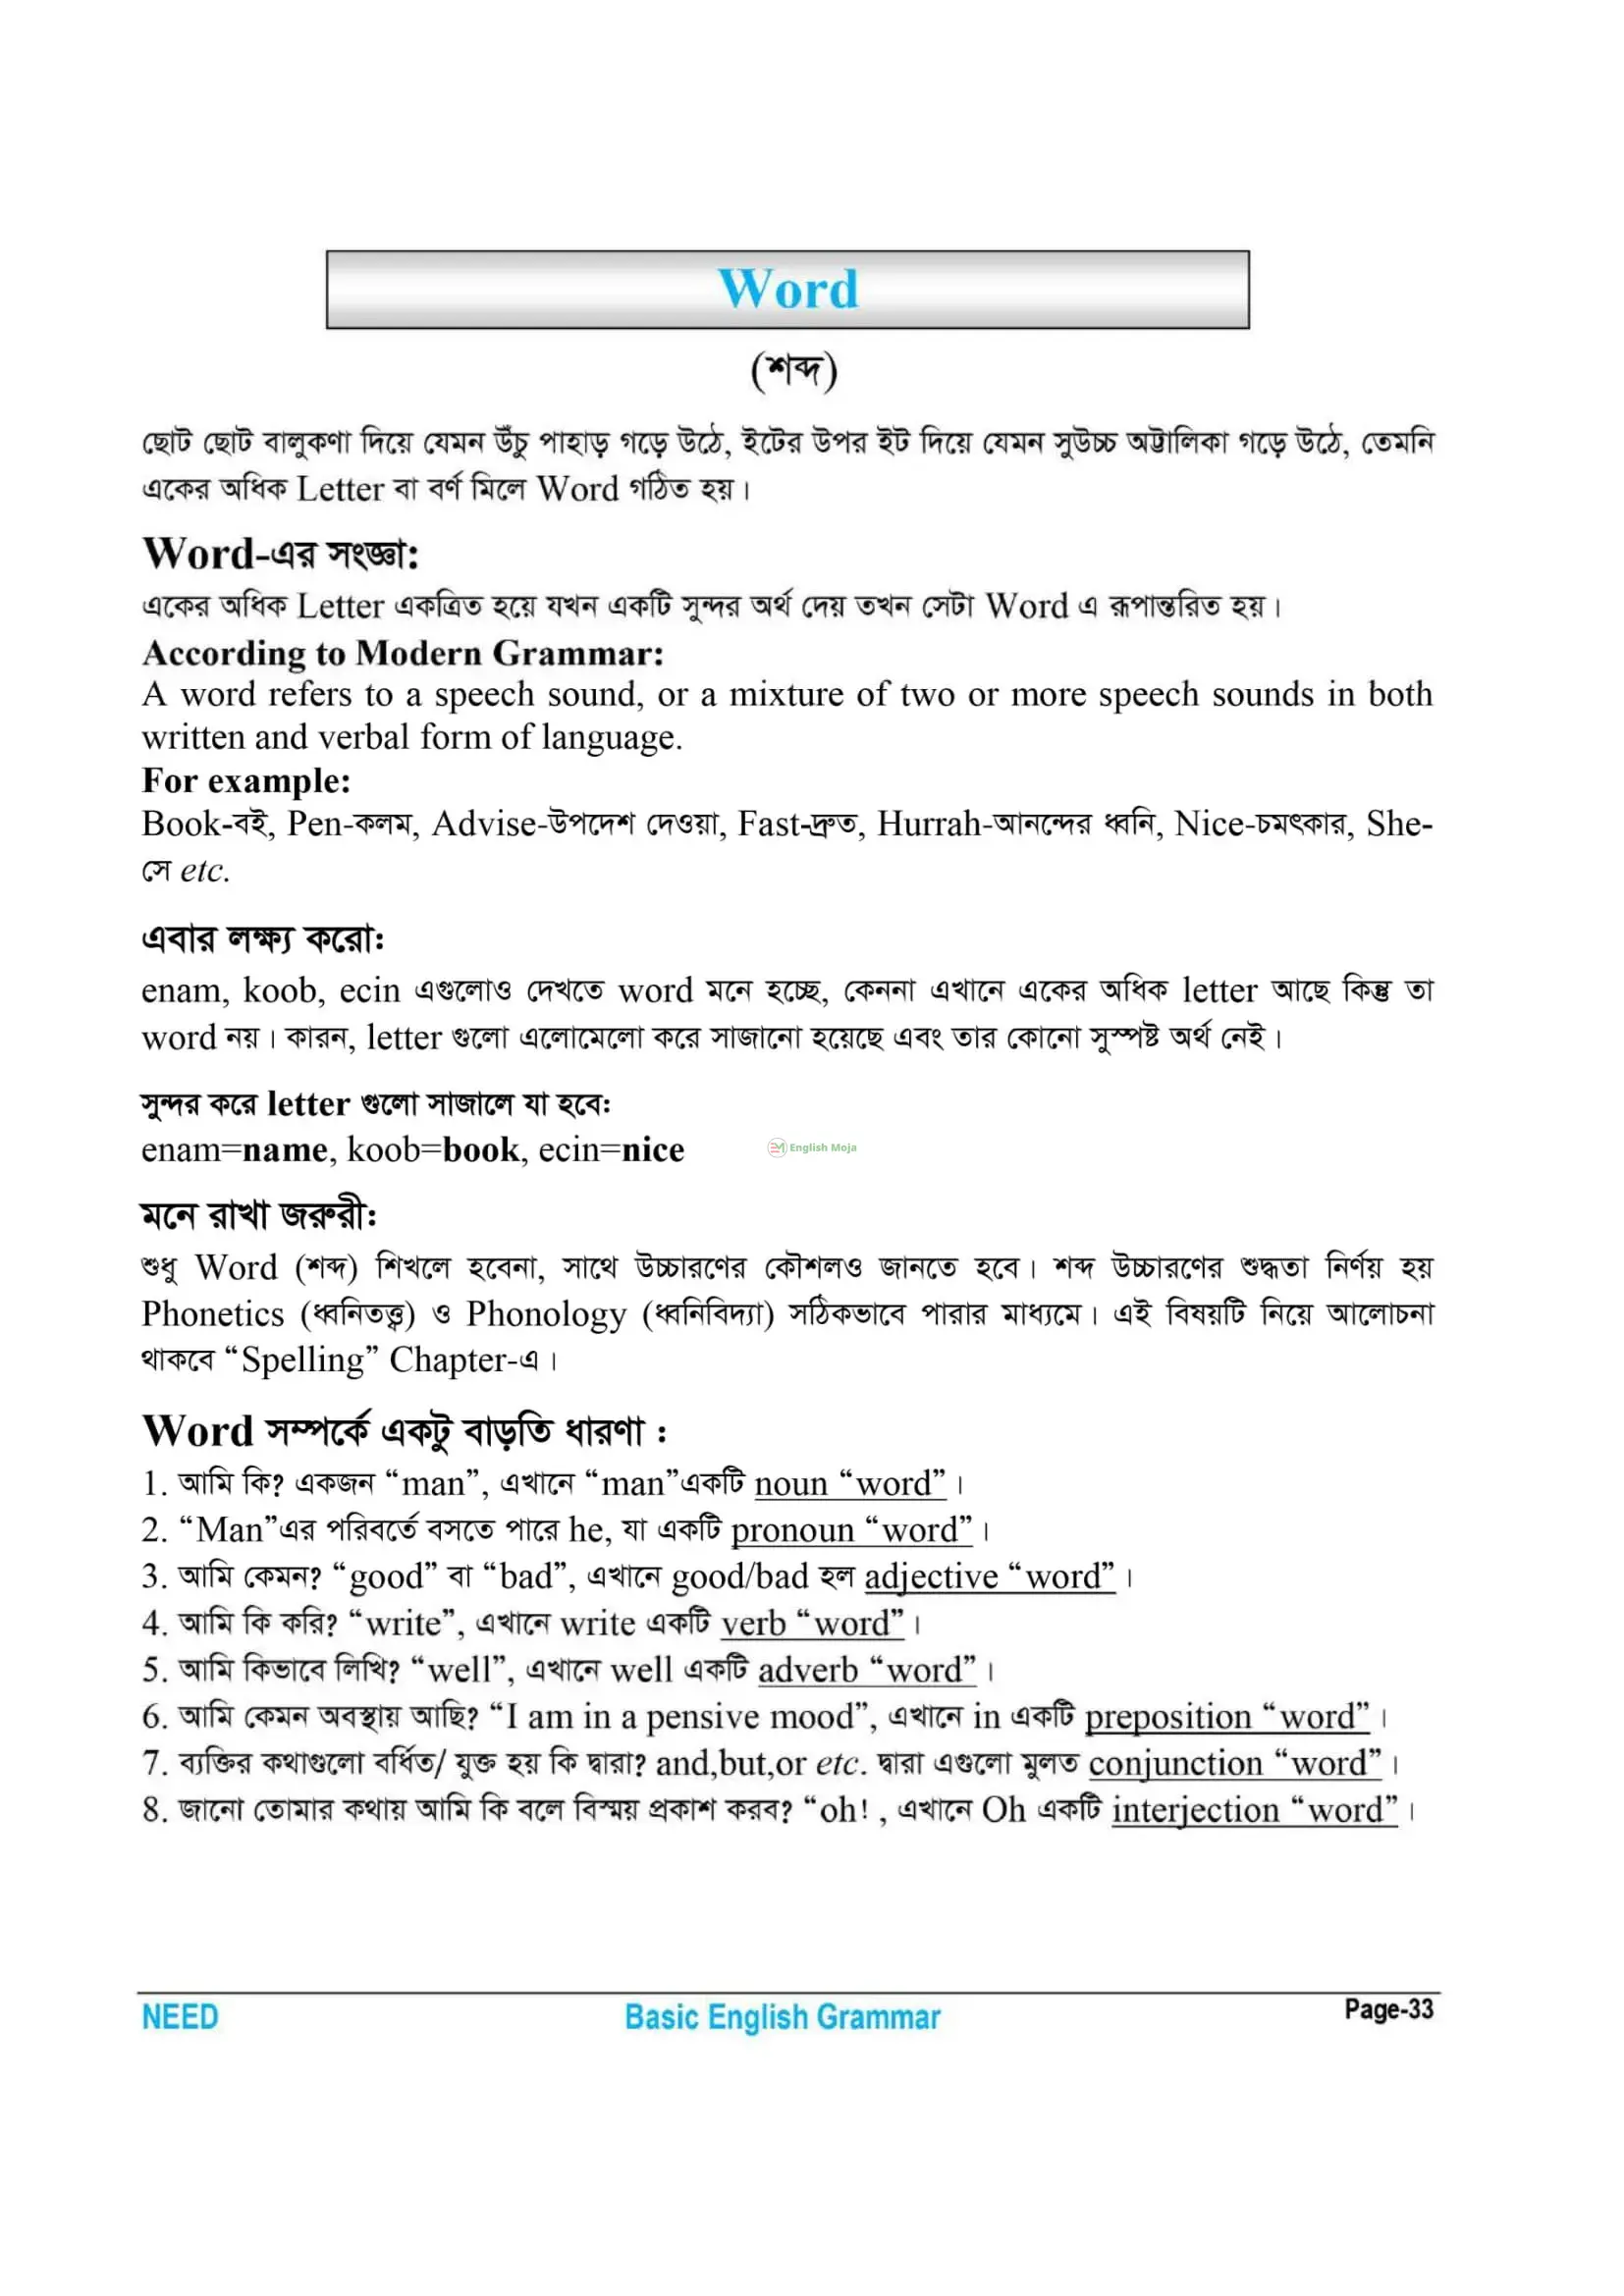 Word
(শব্দ)
ছোট ছোট বালুকণা দিয়ে যেমন উঁচু পাহাড় গড়ে উঠে, ইটের উপর ইট দিয়ে যেমন সুউচ্চ অট্টালিকা গড়ে উঠে, তেমনি
একের অধিক Letter বা বর্ণ মিলে Word গঠিত হয়।
Word-এর সংজ্ঞা:
একের অধিক Letter একত্রিত হয়ে যখন একটি সুন্দর অর্থ দেয় তখন সেটা Word এ রূপান্তরিত হয়।
According to Modern Grammar:
A word refers to a speech sound, or a mixture of two or more speech sounds in both
written and verbal form of language.
For example:
Book-বই, Pen-কলম, Advise-উপদেশ দেওয়া, Fast-দ্রুত, Hurrah-আনন্দের ধ্বনি, Nice-চমৎকার, She-
সে etc.
এবার লক্ষ্য করো:
enam, koob, ecin এগুলোও দেখতে word মনে হচ্ছে, কেননা এখানে একের অধিক letter আছে কিন্তু তা
word নয়। কারন, letter গুলো এলোমেলো করে সাজানো হয়েছে এবং তার কোনো সুস্পষ্ট অর্থ নেই।
সুন্দর করে letter গুলো সাজালে যা হবে:
enam=name, koob=book, ecin=nice
English Moja
মনে রাখা জরুরী:
শুধু Word (শব্দ) শিখলে হবেনা, সাথে উচ্চারণের কৌশলও জানতে হবে। শব্দ উচ্চারণের শুদ্ধতা নির্ণয় হয়
Phonetics (ধ্বনিতত্ত্ব) ও Phonology (ধ্বনিবিদ্যা) সঠিকভাবে পারার মাধ্যমে। এই বিষয়টি নিয়ে আলোচনা
থাকবে “Spelling” Chapter-এ।
Word সম্পর্কে একটু বাড়তি ধারণা :
1. আমি কি? একজন “man”, এখানে “man”একটি noun “word”।
2. “Man”এর পরিবর্তে বসতে পারে he, যা একটি pronoun “word”।
3. আমি কেমন? “good” বা “bad”, এখানে good/bad হল adjective “word”।
4. আমি কি করি? “write”, এখানে write একটি verb “word”।
5. আমি কিভাবে লিখি? “well”, এখানে well একটি adverb “word”।
6. আমি কেমন অবস্থায় আছি? “I am in a pensive mood”, এখানে in একটি preposition “word”।
7. ব্যক্তির কথাগুলো বর্ধিত/ যুক্ত হয় কি দ্বারা? and,but,or etc. দ্বারা এগুলো মুলত conjunction “word”।
8. জানো তোমার কথায় আমি কি বলে বিস্ময় প্রকাশ করব? “oh! , এখানে Oh একটি interjection “word”।
NEED Basic English Grammar Page-33